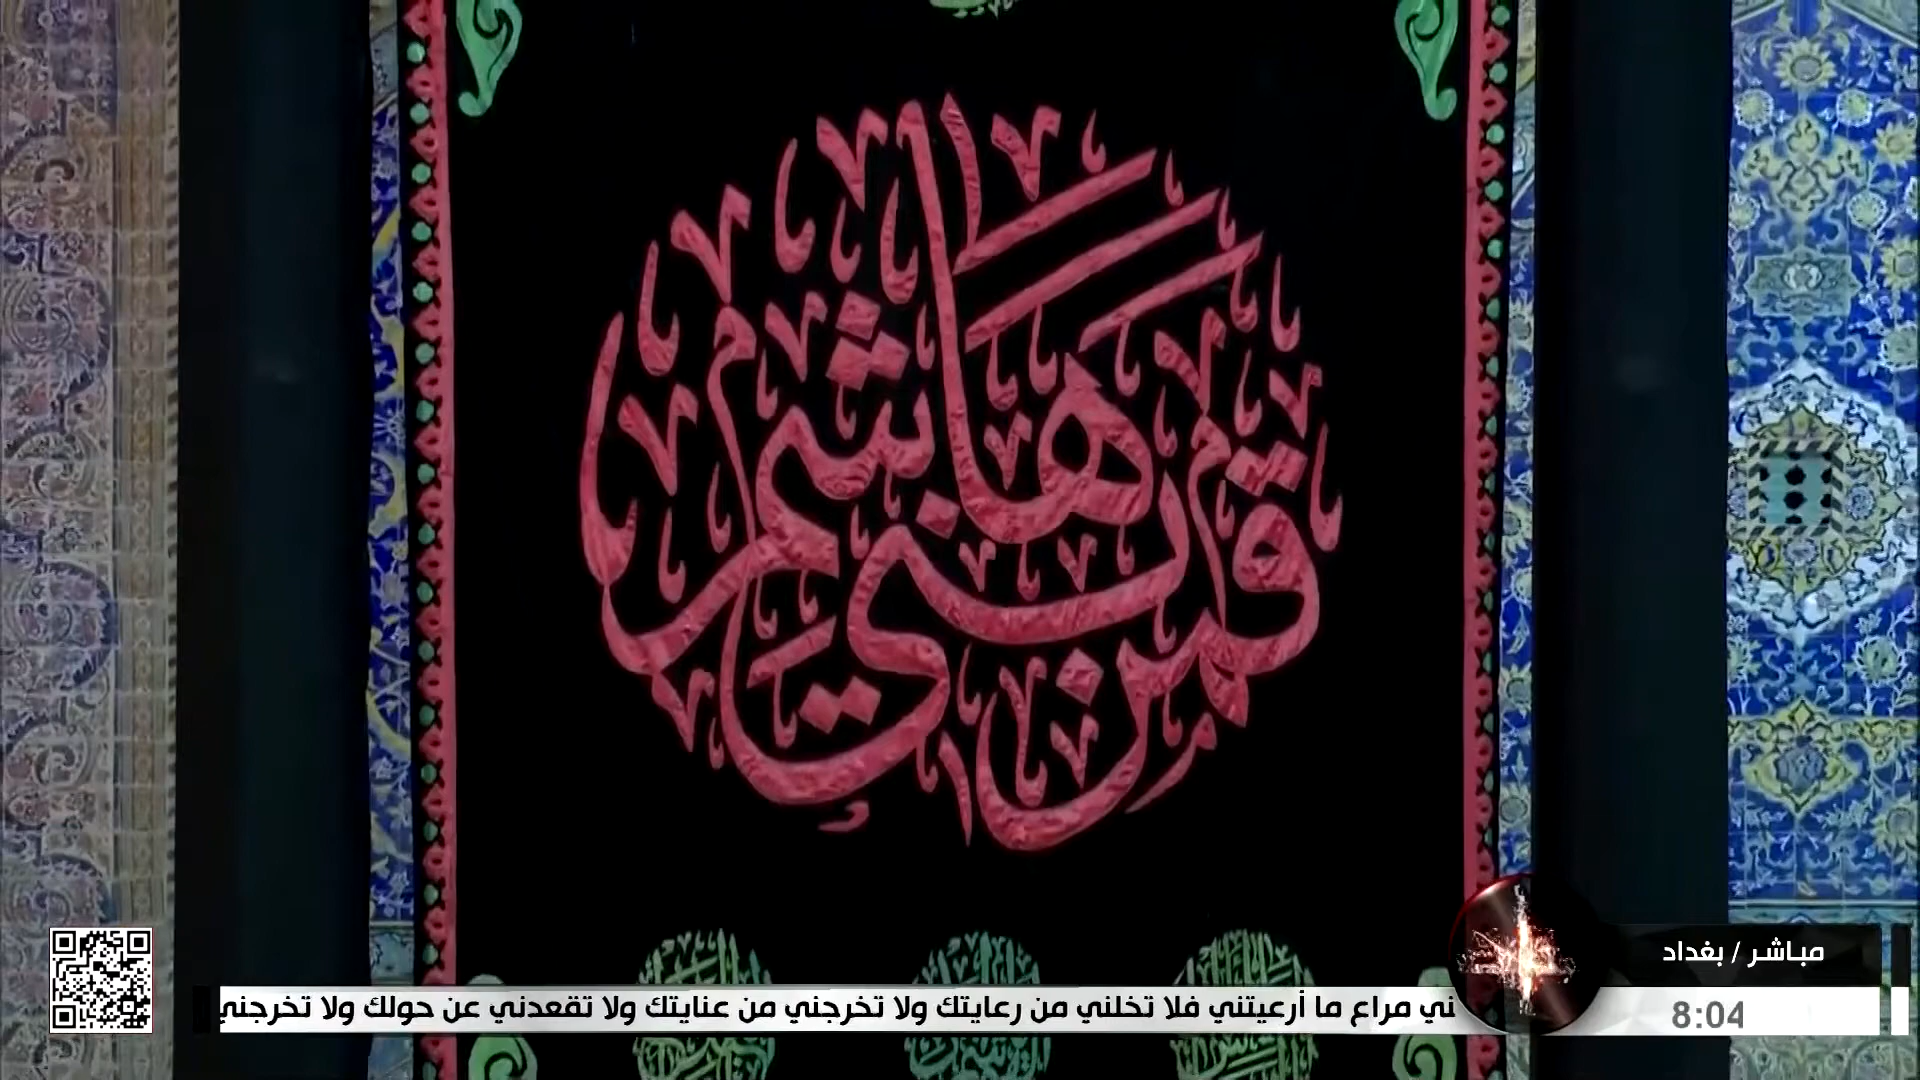 قمر بني هاشم
مباشر / بغداد
ني مراع ما أرعيتني فلا تخلني من رعايتك ولا تخرجني من عنايتك ولا تقعدني عن حولك ولا تخرجني
8:04